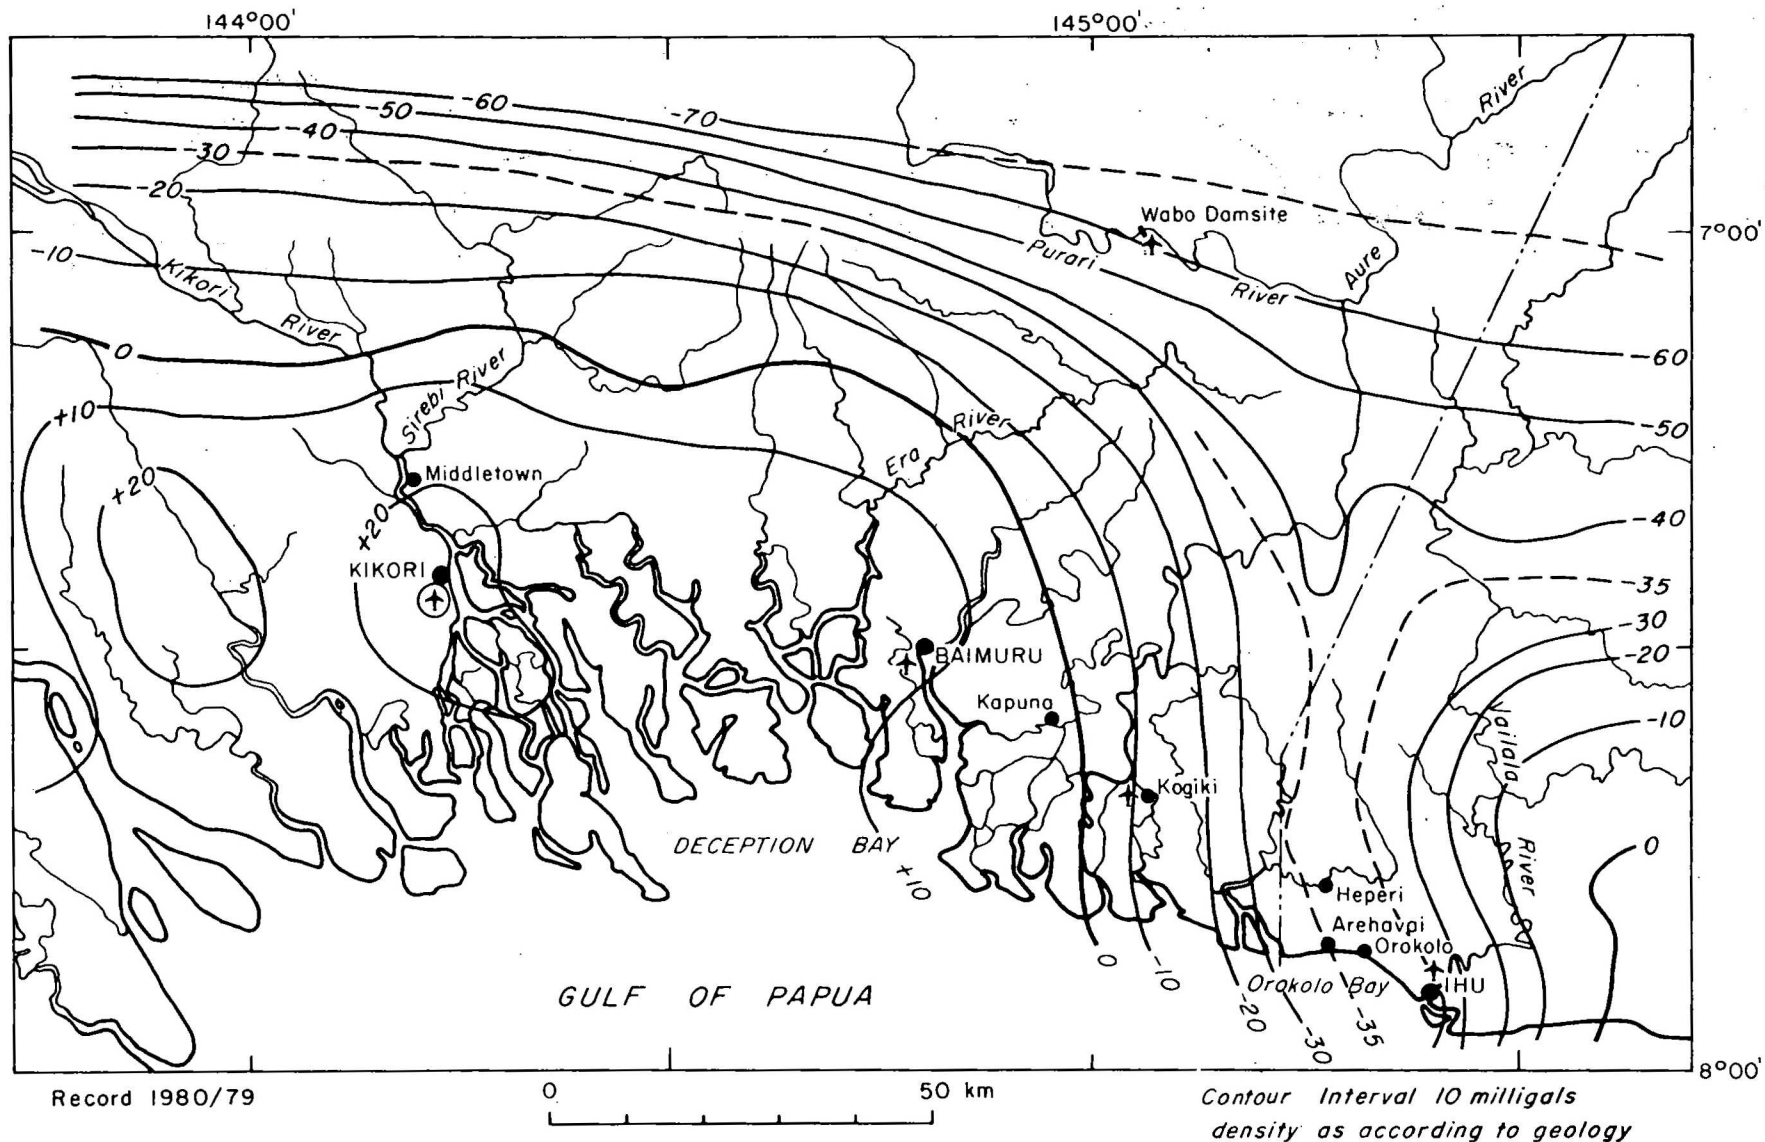 144°00'
145°00'
River
-60
-50
-70
-40
-30
-20
Wabo Damsite
7°00'
-10
Kikori
Purari
Aure
River
River
0
-60
+10
Sirebi River
River
-50
Era
Middletown
+20
+20
-40
KIKORI
-35
-30
BAIMURU
-20
Kapuna
-10
Jailala
Kogiki
DECEPTION BAY
0
+10
River
Heperi
Arehavai
Orokolo
0
-10
Orokolo Bay
IHU
GULF OF PAPUA
-20
-30
-35
8°00'
Record 1980/79
0
50 km
Contour Interval 10 milligals
density as according to geology